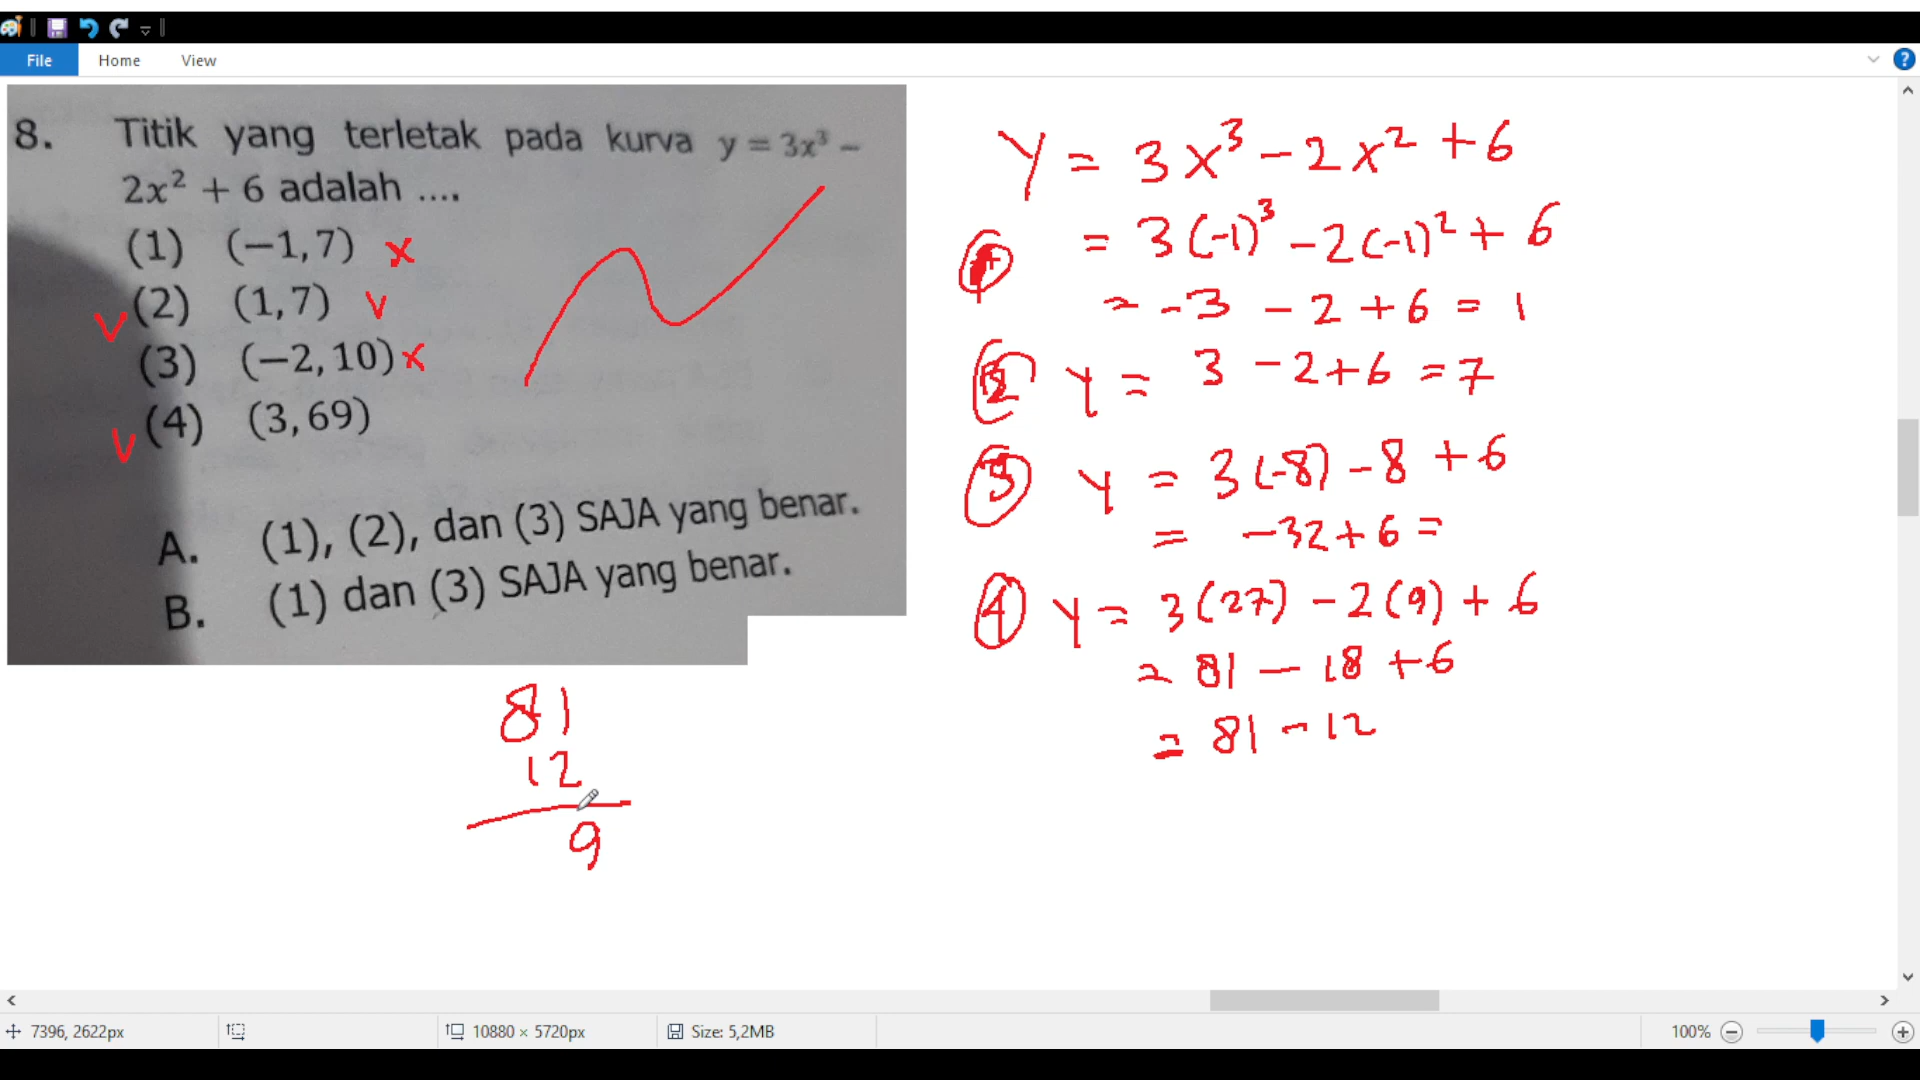 File Home View
8. Titik yang terletak pada kurva y = 3x³ −
2x² + 6 adalah ....
(1) (−1, 7) x
v (2) (1, 7) v
(3) (−2, 10) x
v (4) (3, 69)
A. (1), (2), dan (3) SAJA yang benar.
B. (1) dan (3) SAJA yang benar.
81
12
9
Y = 3x³ − 2x² + 6
= 3(-1)³ − 2(-1)² + 6
= -3 − 2 + 6 = 1
2 Y = 3 − 2 + 6 = 7
3 Y = 3(-8) − 8 + 6
= -32 + 6 =
4 Y = 3(27) − 2(9) + 6
= 81 − 18 + 6
= 81 − 12
7396, 2622px 10880 × 5720px Size: 5,2MB 100%